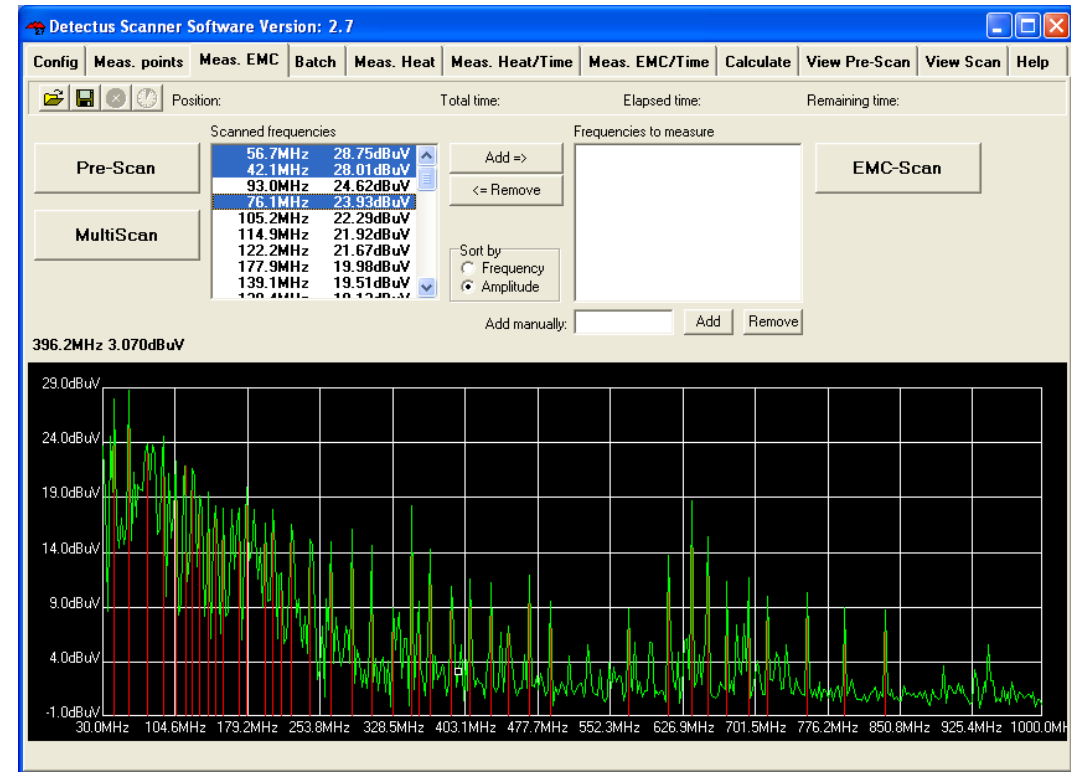 Detectus Scanner Software Version: 2.7
Config Meas. points Meas. EMC Batch Meas. Heat Meas. Heat/Time Meas. EMC/Time Calculate View Pre-Scan View Scan Help
Position: Total time: Elapsed time: Remaining time:
Scanned frequencies Frequencies to measure
Pre-Scan
MultiScan
56.7MHz 28.75dBuV
42.1MHz 28.01dBuV
93.0MHz 24.62dBuV
76.1MHz 23.93dBuV
105.2MHz 22.29dBuV
114.9MHz 21.92dBuV
122.2MHz 21.67dBuV
177.9MHz 19.98dBuV
139.1MHz 19.51dBuV
Add =>
<= Remove
Sort by
Frequency
Amplitude
EMC-Scan
Add manually: Add Remove
396.2MHz 3.070dBuV
29.0dBuV
24.0dBuV
19.0dBuV
14.0dBuV
9.0dBuV
4.0dBuV
-1.0dBuV
30.0MHz 104.6MHz 179.2MHz 253.8MHz 328.5MHz 403.1MHz 477.7MHz 552.3MHz 626.9MHz 701.5MHz 776.2MHz 850.8MHz 925.4MHz 1000.0MH